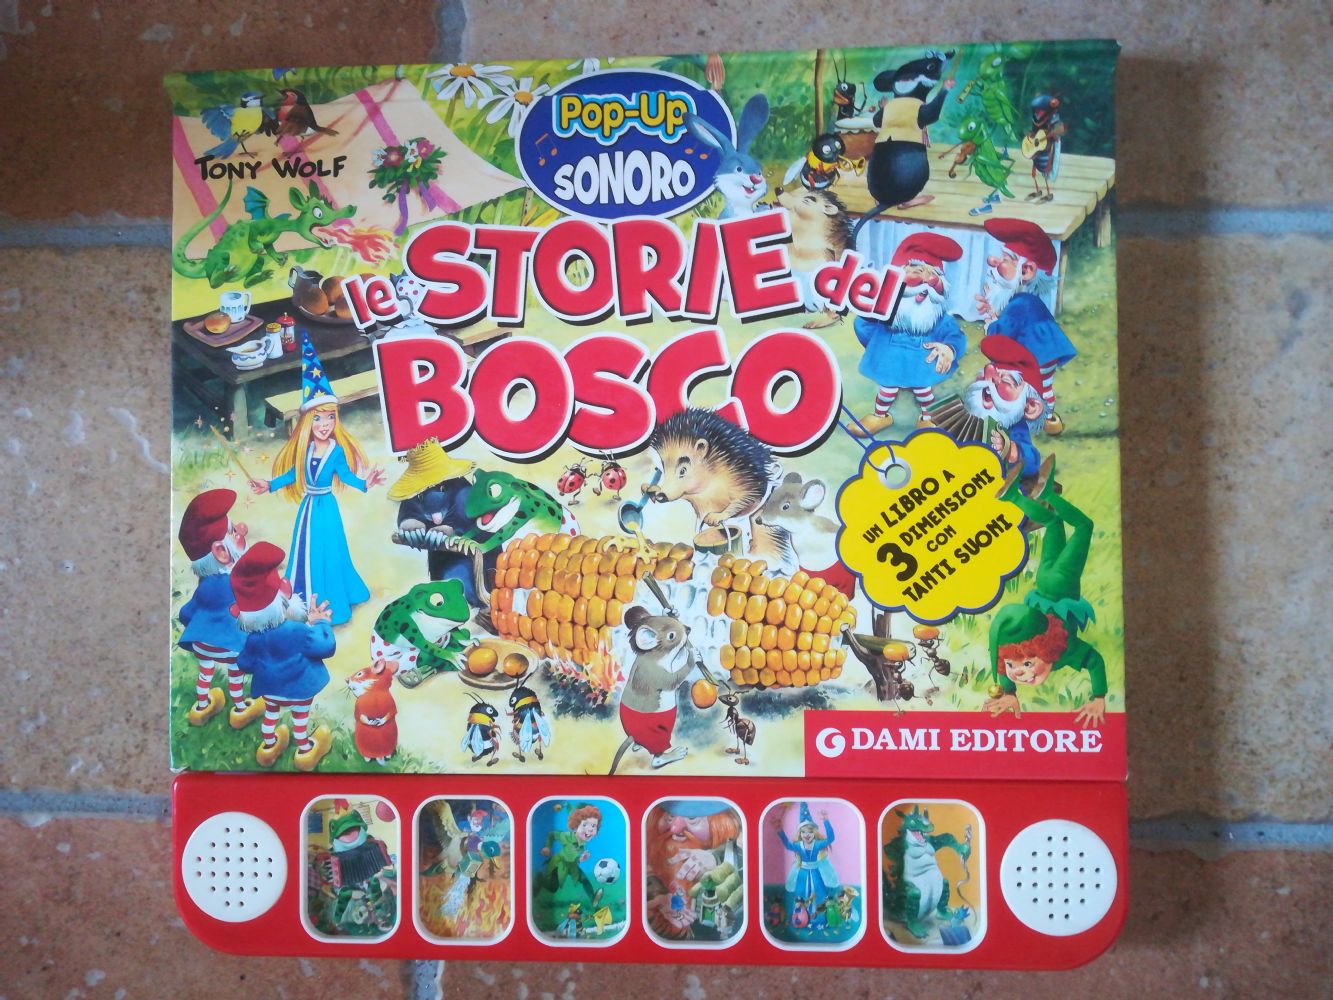 Pop-Up
SONORO
TONY WOLF
le STORIE del
BOSCO
UN LIBRO A
3 DIMENSIONI
CON
TANTI SUONI
DAMI EDITORE